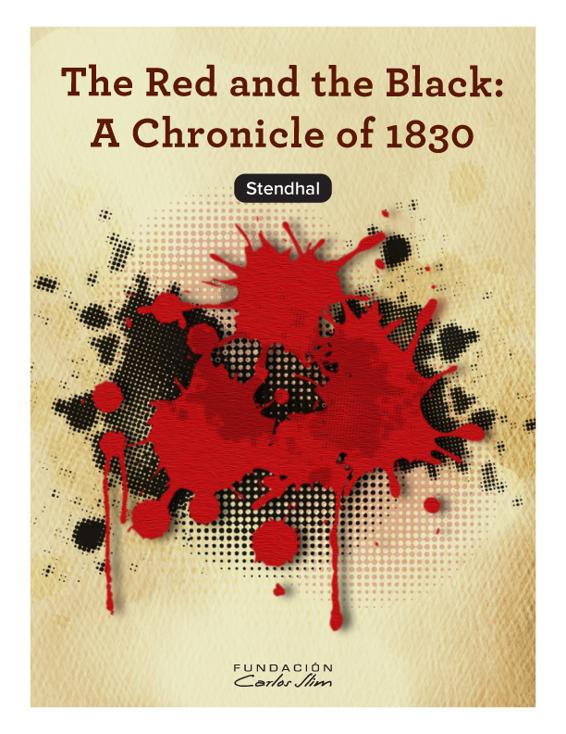 The Red and the Black:
A Chronicle of 1830
Stendhal
FUNDACIÓN
Carlos Slim